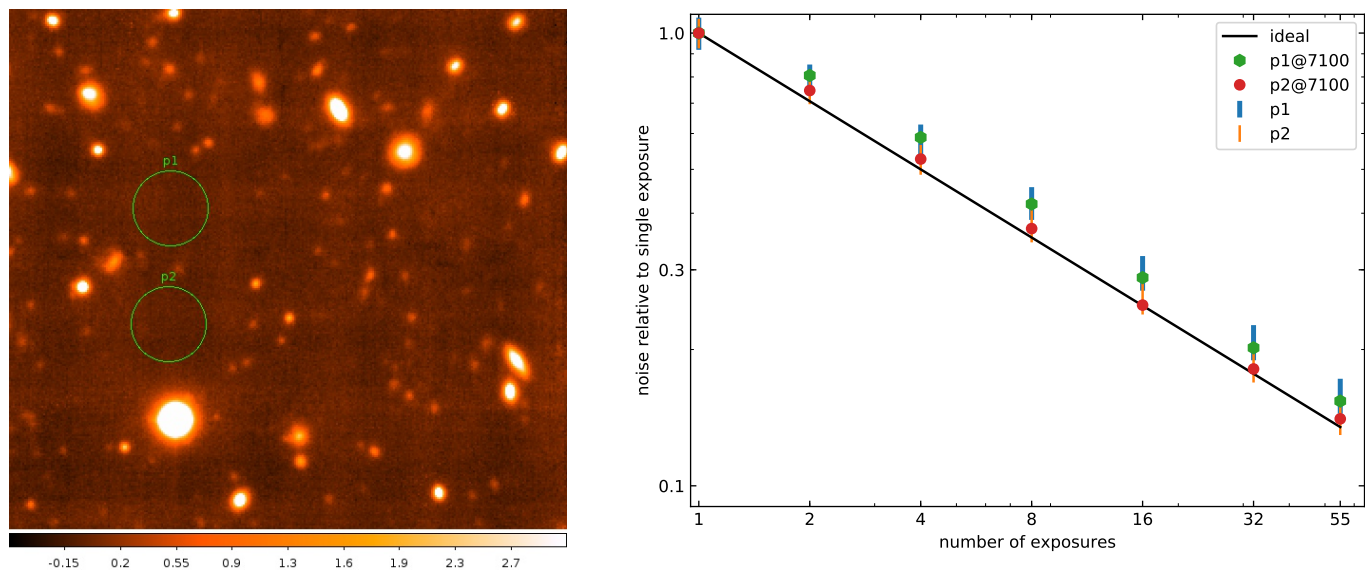 p1
p2
-0.15 0.2 0.55 0.9 1.3 1.6 1.9 2.3 2.7
noise relative to single exposure
1.0
0.3
0.1
ideal
p1@7100
p2@7100
p1
p2
1 2 4 8 16 32 55
number of exposures